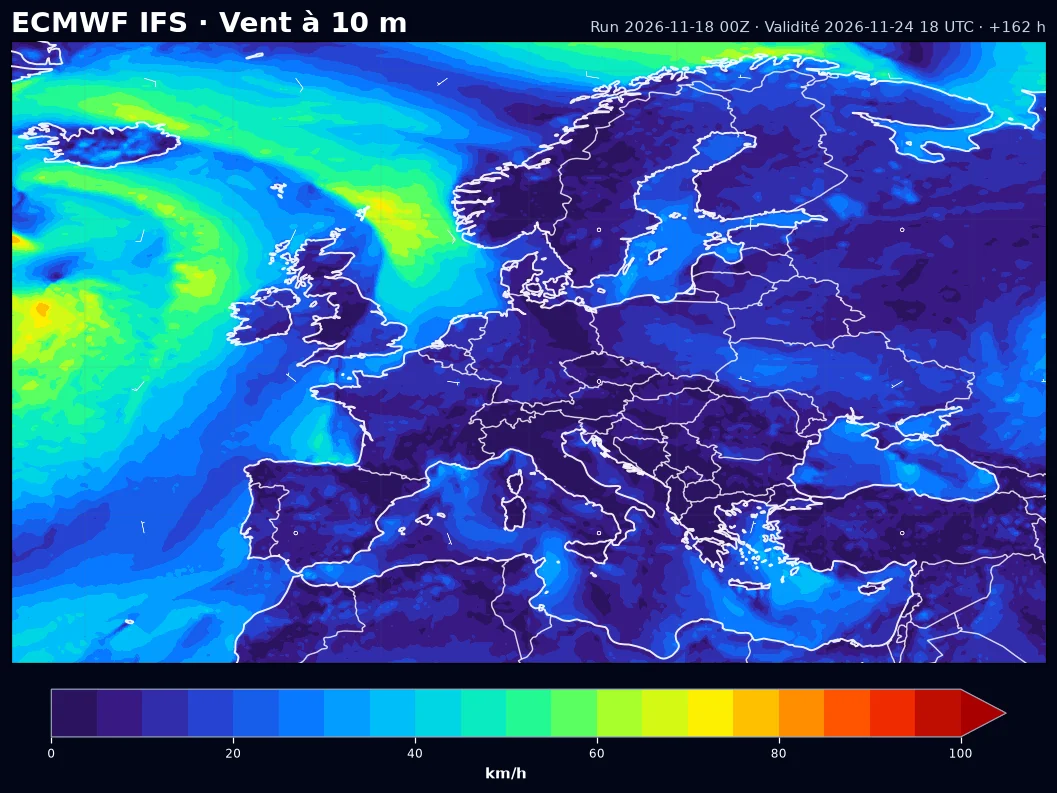 ECMWF IFS · Vent à 10 m
Run 2026-11-18 00Z · Validité 2026-11-24 18 UTC · +162 h
0 20 40 60 80 100
km/h